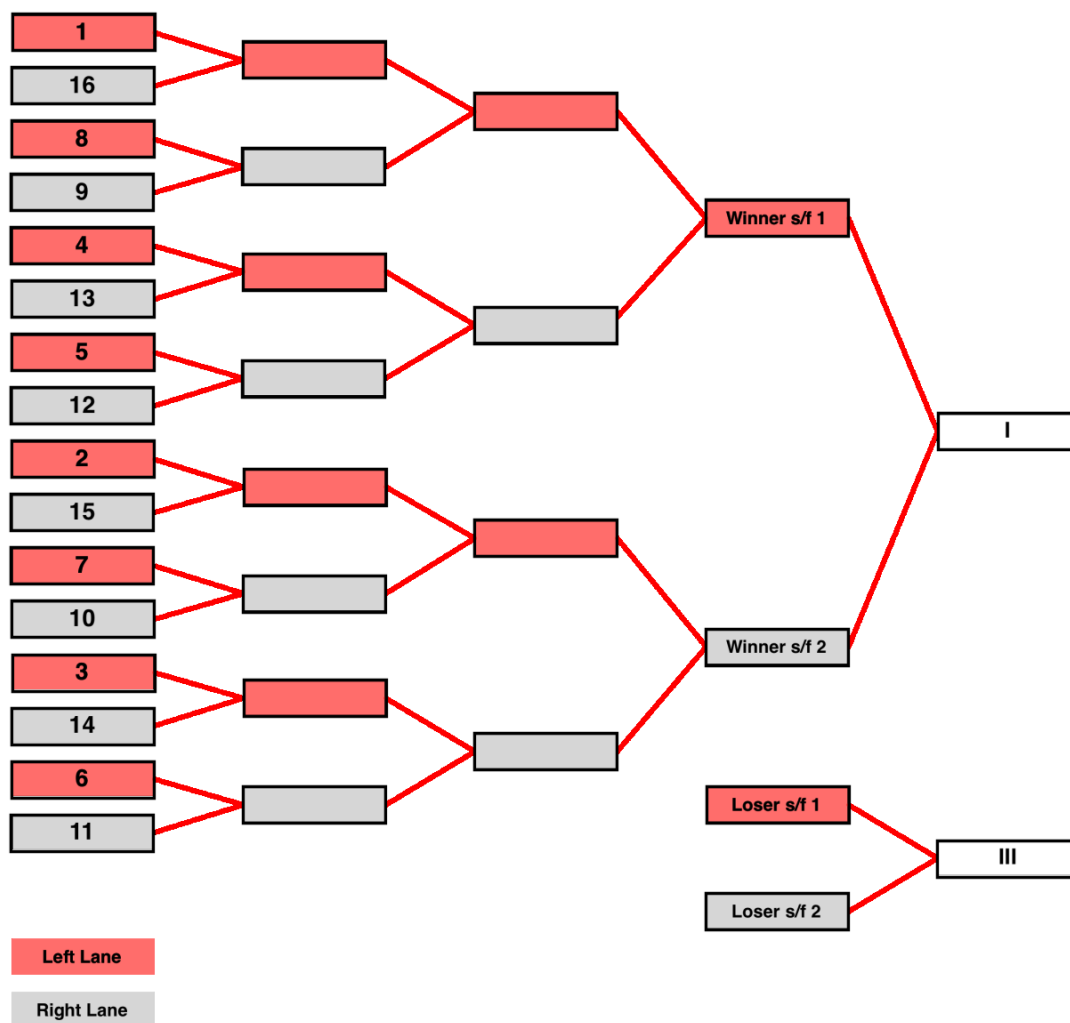 1
16
8
9
4
13
5
12
2
15
7
10
3
14
6
11
Winner s/f 1
Winner s/f 2
I
Loser s/f 1
Loser s/f 2
III
Left Lane
Right Lane